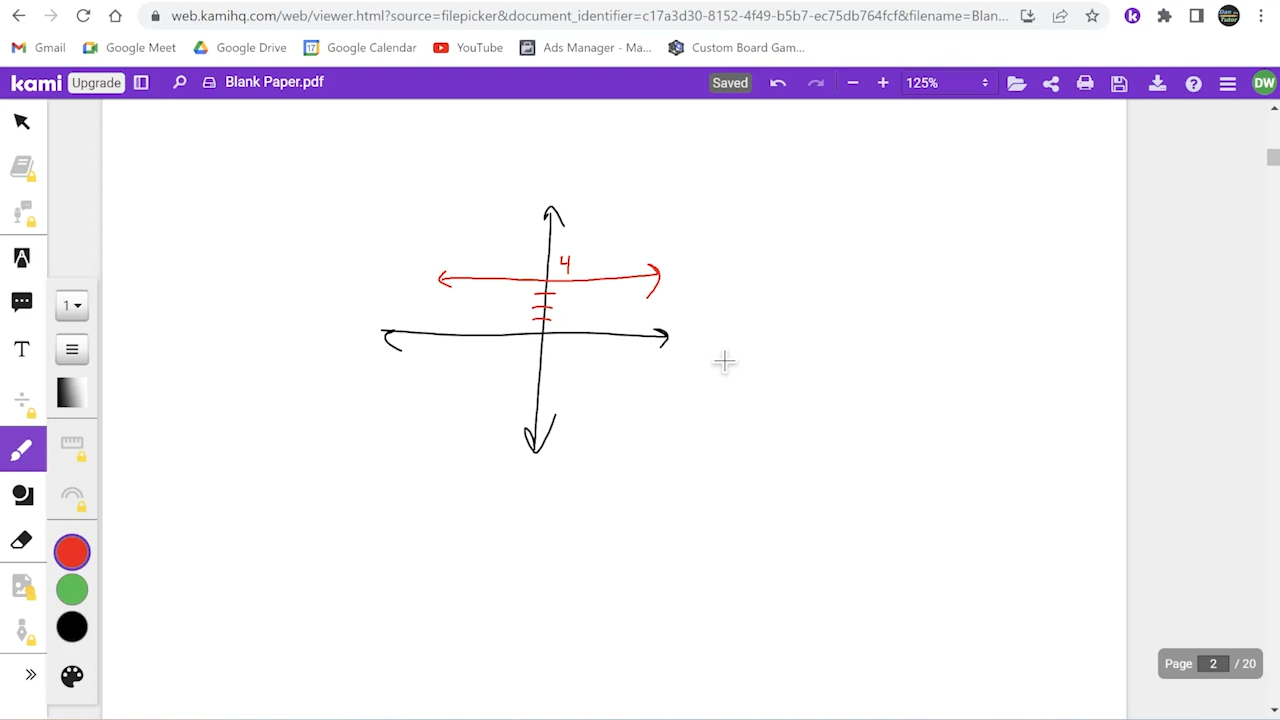 www.kamihq.com/web/viewer.html?source=filepicker&document_identifier=c17a3d30-8152-4f49-b9b7-ec75db764fcf&filename=Blan...
Gmail Google Meet Google Drive Google Calendar YouTube Ads Manager - Ma... Custom Board Gam...
kami Upgrade Blank Paper.pdf Saved 125% DW
4
1
T
Page 2 / 20